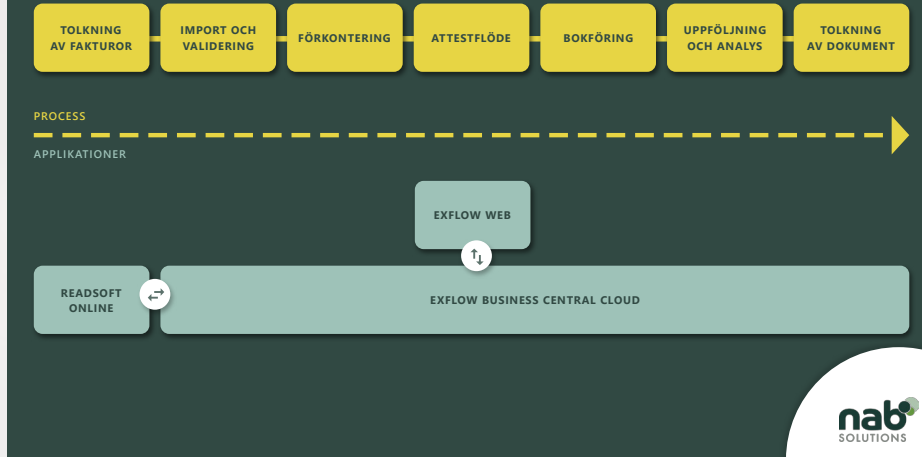 TOLKNING
AV FAKTUROR
IMPORT OCH
VALIDERING
FÖRKONTERING
ATTESTFLÖDE
BOKFÖRING
UPPFÖLJNING
OCH ANALYS
TOLKNING
AV DOKUMENT
PROCESS
APPLIKATIONER
EXFLOW WEB
READSOFT
ONLINE
EXFLOW BUSINESS CENTRAL CLOUD
nab
SOLUTIONS